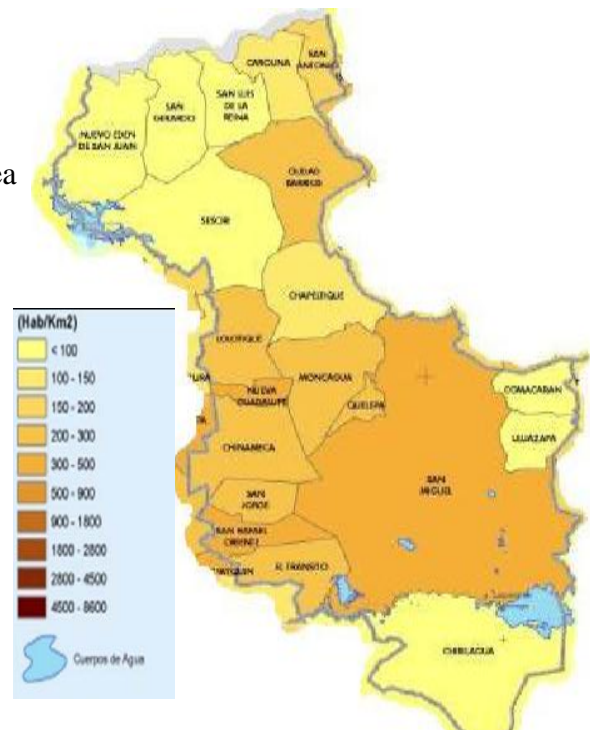 SAN
ANTONIO
CAROLINA
SAN LUIS
DE LA
REINA
SAN
GERARDO
NUEVO EDEN
DE SAN JUAN
CIUDAD
BARRIOS
ea
SESORI
CHAPELTIQUE
(Hab/Km2)
< 100
100 - 150
150 - 200
200 - 300
300 - 500
500 - 900
900 - 1800
1800 - 2800
2800 - 4500
4500 - 8600
Cuerpos de Agua
LOLOTIQUE
MONCAGUA
COMACARAN
NUEVA
GUADALUPE
QUELEPA
ULUAZAPA
CHINAMECA
SAN
MIGUEL
SAN
JORGE
SAN RAFAEL
ORIENTE
EL TRANSITO
CHIRILAGUA